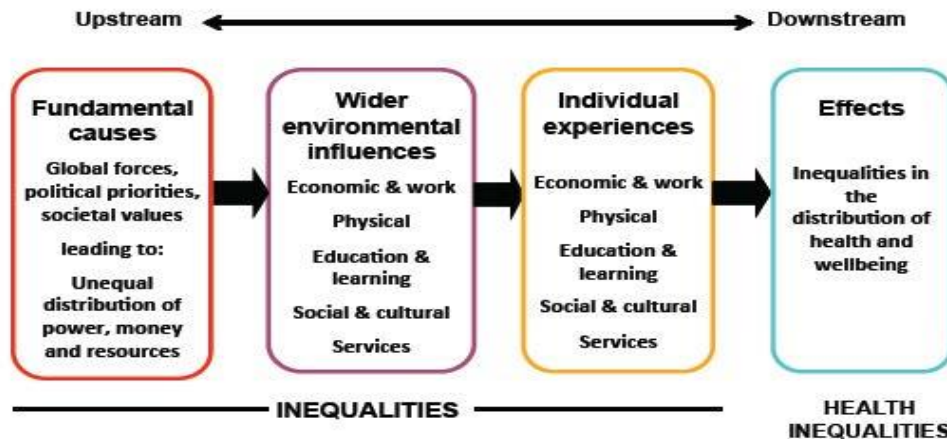 Upstream
Downstream
Fundamental
causes
Global forces,
political priorities,
societal values
leading to:
Unequal
distribution of
power, money
and resources
Wider
environmental
influences
Economic & work
Physical
Education &
learning
Social & cultural
Services
Individual
experiences
Economic & work
Physical
Education &
learning
Social & cultural
Services
Effects
Inequalities in
the
distribution of
health and
wellbeing
INEQUALITIES
HEALTH
INEQUALITIES